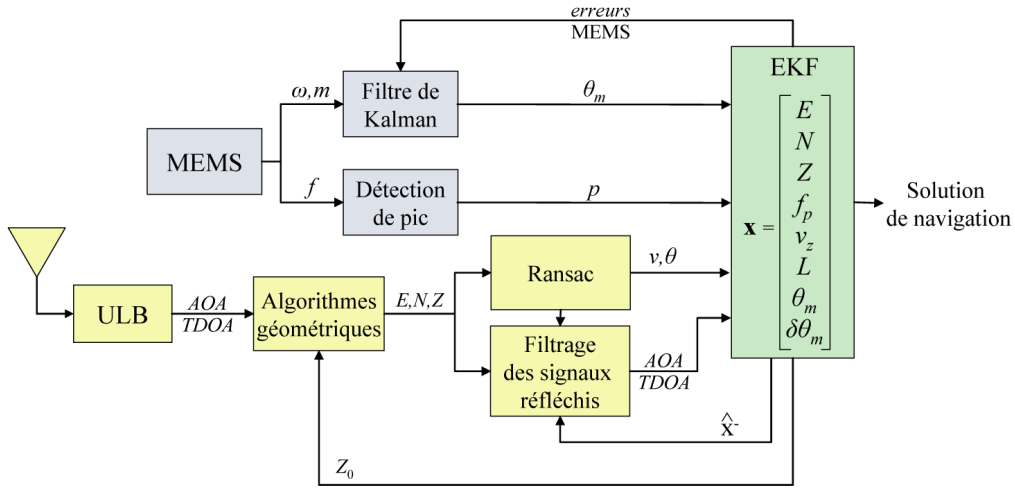 erreurs
MEMS
EKF
ω,m
Filtre de
Kalman
θm
MEMS
f
Détection
de pic
p
x =
E
N
Z
fp
vz
L
θm
δθm
Solution
de navigation
ULB
AOA
TDOA
Algorithmes
géométriques
E,N,Z
Ransac
v,θ
Filtrage
des signaux
réfléchis
AOA
TDOA
x̂-
Z0